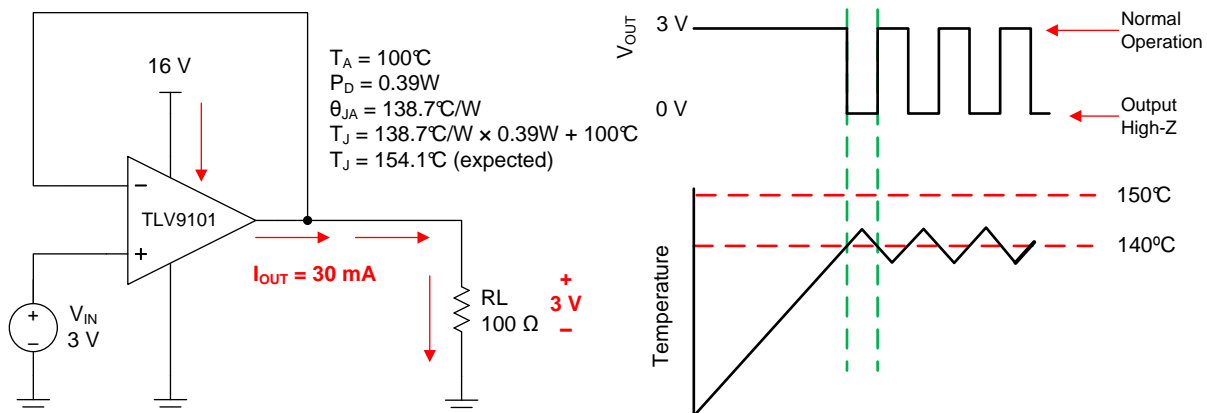 16 V
T_A = 100°C
P_D = 0.39W
θ_JA = 138.7°C/W
T_J = 138.7°C/W × 0.39W + 100°C
T_J = 154.1°C (expected)
−
TLV9101
+
I_OUT = 30 mA
+
−
V_IN
3 V
RL
100 Ω
+
3 V
−
V_OUT
3 V
0 V
Normal
Operation
Output
High-Z
Temperature
150°C
140ºC